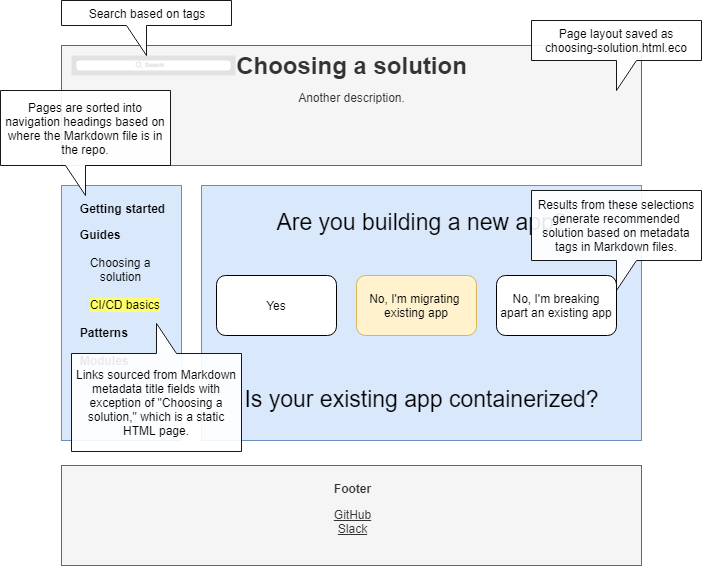 Search based on tags
Page layout saved as
choosing-solution.html.eco
Search
Choosing a solution
Another description.
Pages are sorted into
navigation headings based on
where the Markdown file is in
the repo.
Getting started
Guides
Choosing a
solution
CI/CD basics
Patterns
Modules
Links sourced from Markdown
metadata title fields with
exception of "Choosing a
solution," which is a static
HTML page.
Are you building a new app
Results from these selections
generate recommended
solution based on metadata
tags in Markdown files.
Yes
No, I'm migrating
existing app
No, I'm breaking
apart an existing app
Is your existing app containerized?
Footer
GitHub
Slack